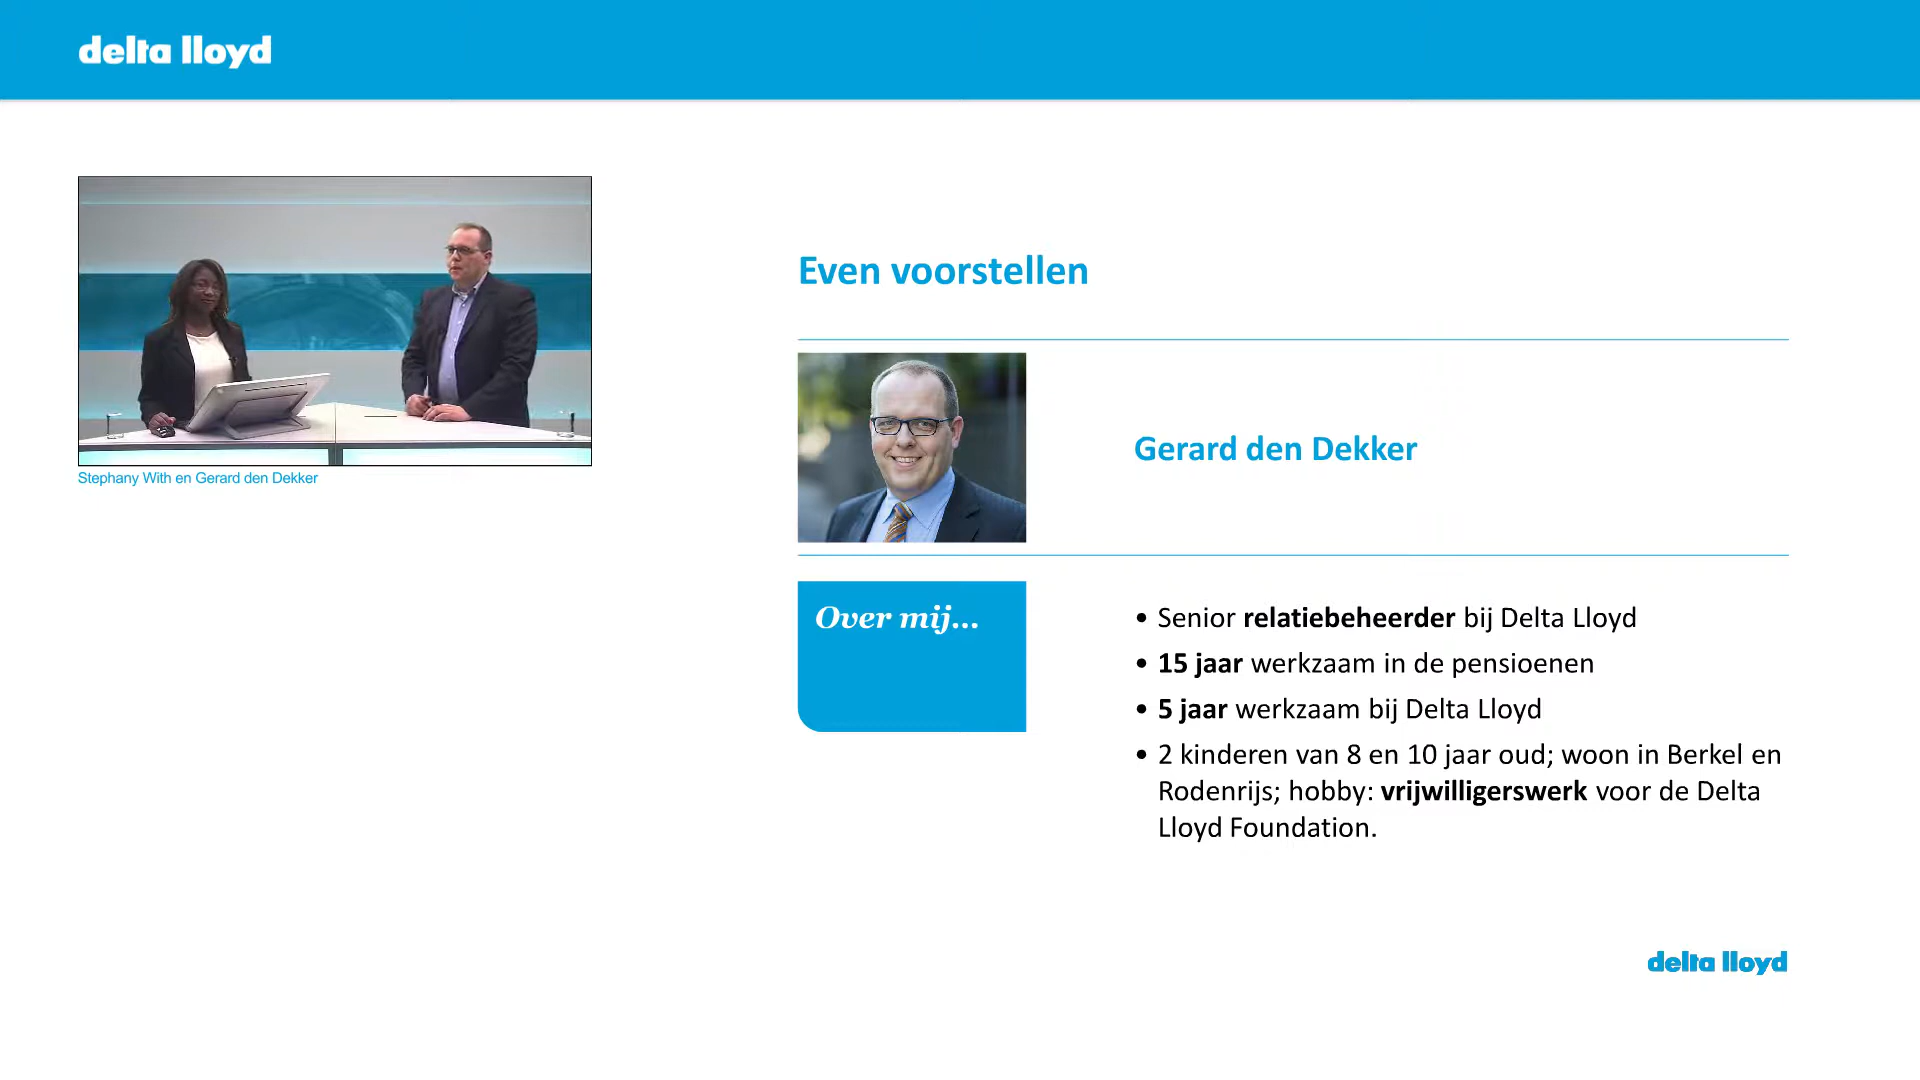 delta lloyd
Stephany With en Gerard den Dekker
Even voorstellen
Gerard den Dekker
Over mij...
• Senior relatiebeheerder bij Delta Lloyd
• 15 jaar werkzaam in de pensioenen
• 5 jaar werkzaam bij Delta Lloyd
• 2 kinderen van 8 en 10 jaar oud; woon in Berkel en
Rodenrijs; hobby: vrijwilligerswerk voor de Delta
Lloyd Foundation.
delta lloyd